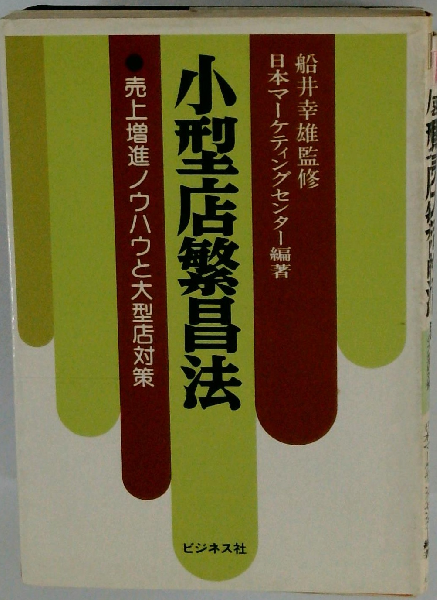 船井幸雄監修
日本マーケティングセンター編著
小型店繁昌法
●売上増進ノウハウと大型店対策
ビジネス社